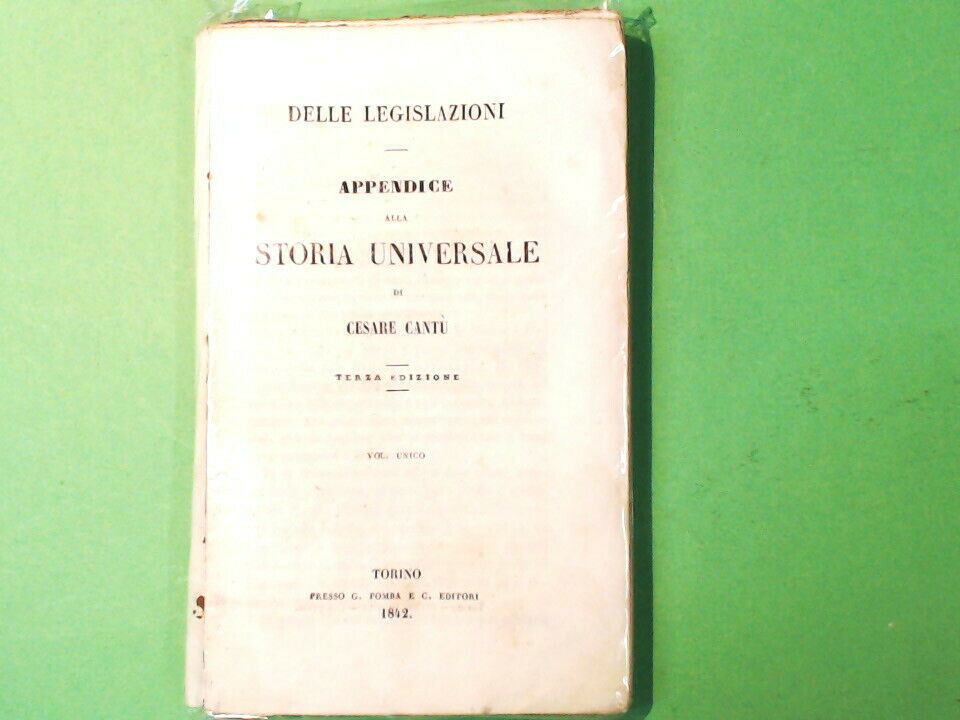 DELLE LEGISLAZIONI
APPENDICE
ALLA
STORIA UNIVERSALE
DI
CESARE CANTÙ
TERZA EDIZIONE
VOL. UNICO
TORINO
PRESSO G. POMBA E C. EDITORI
1842.